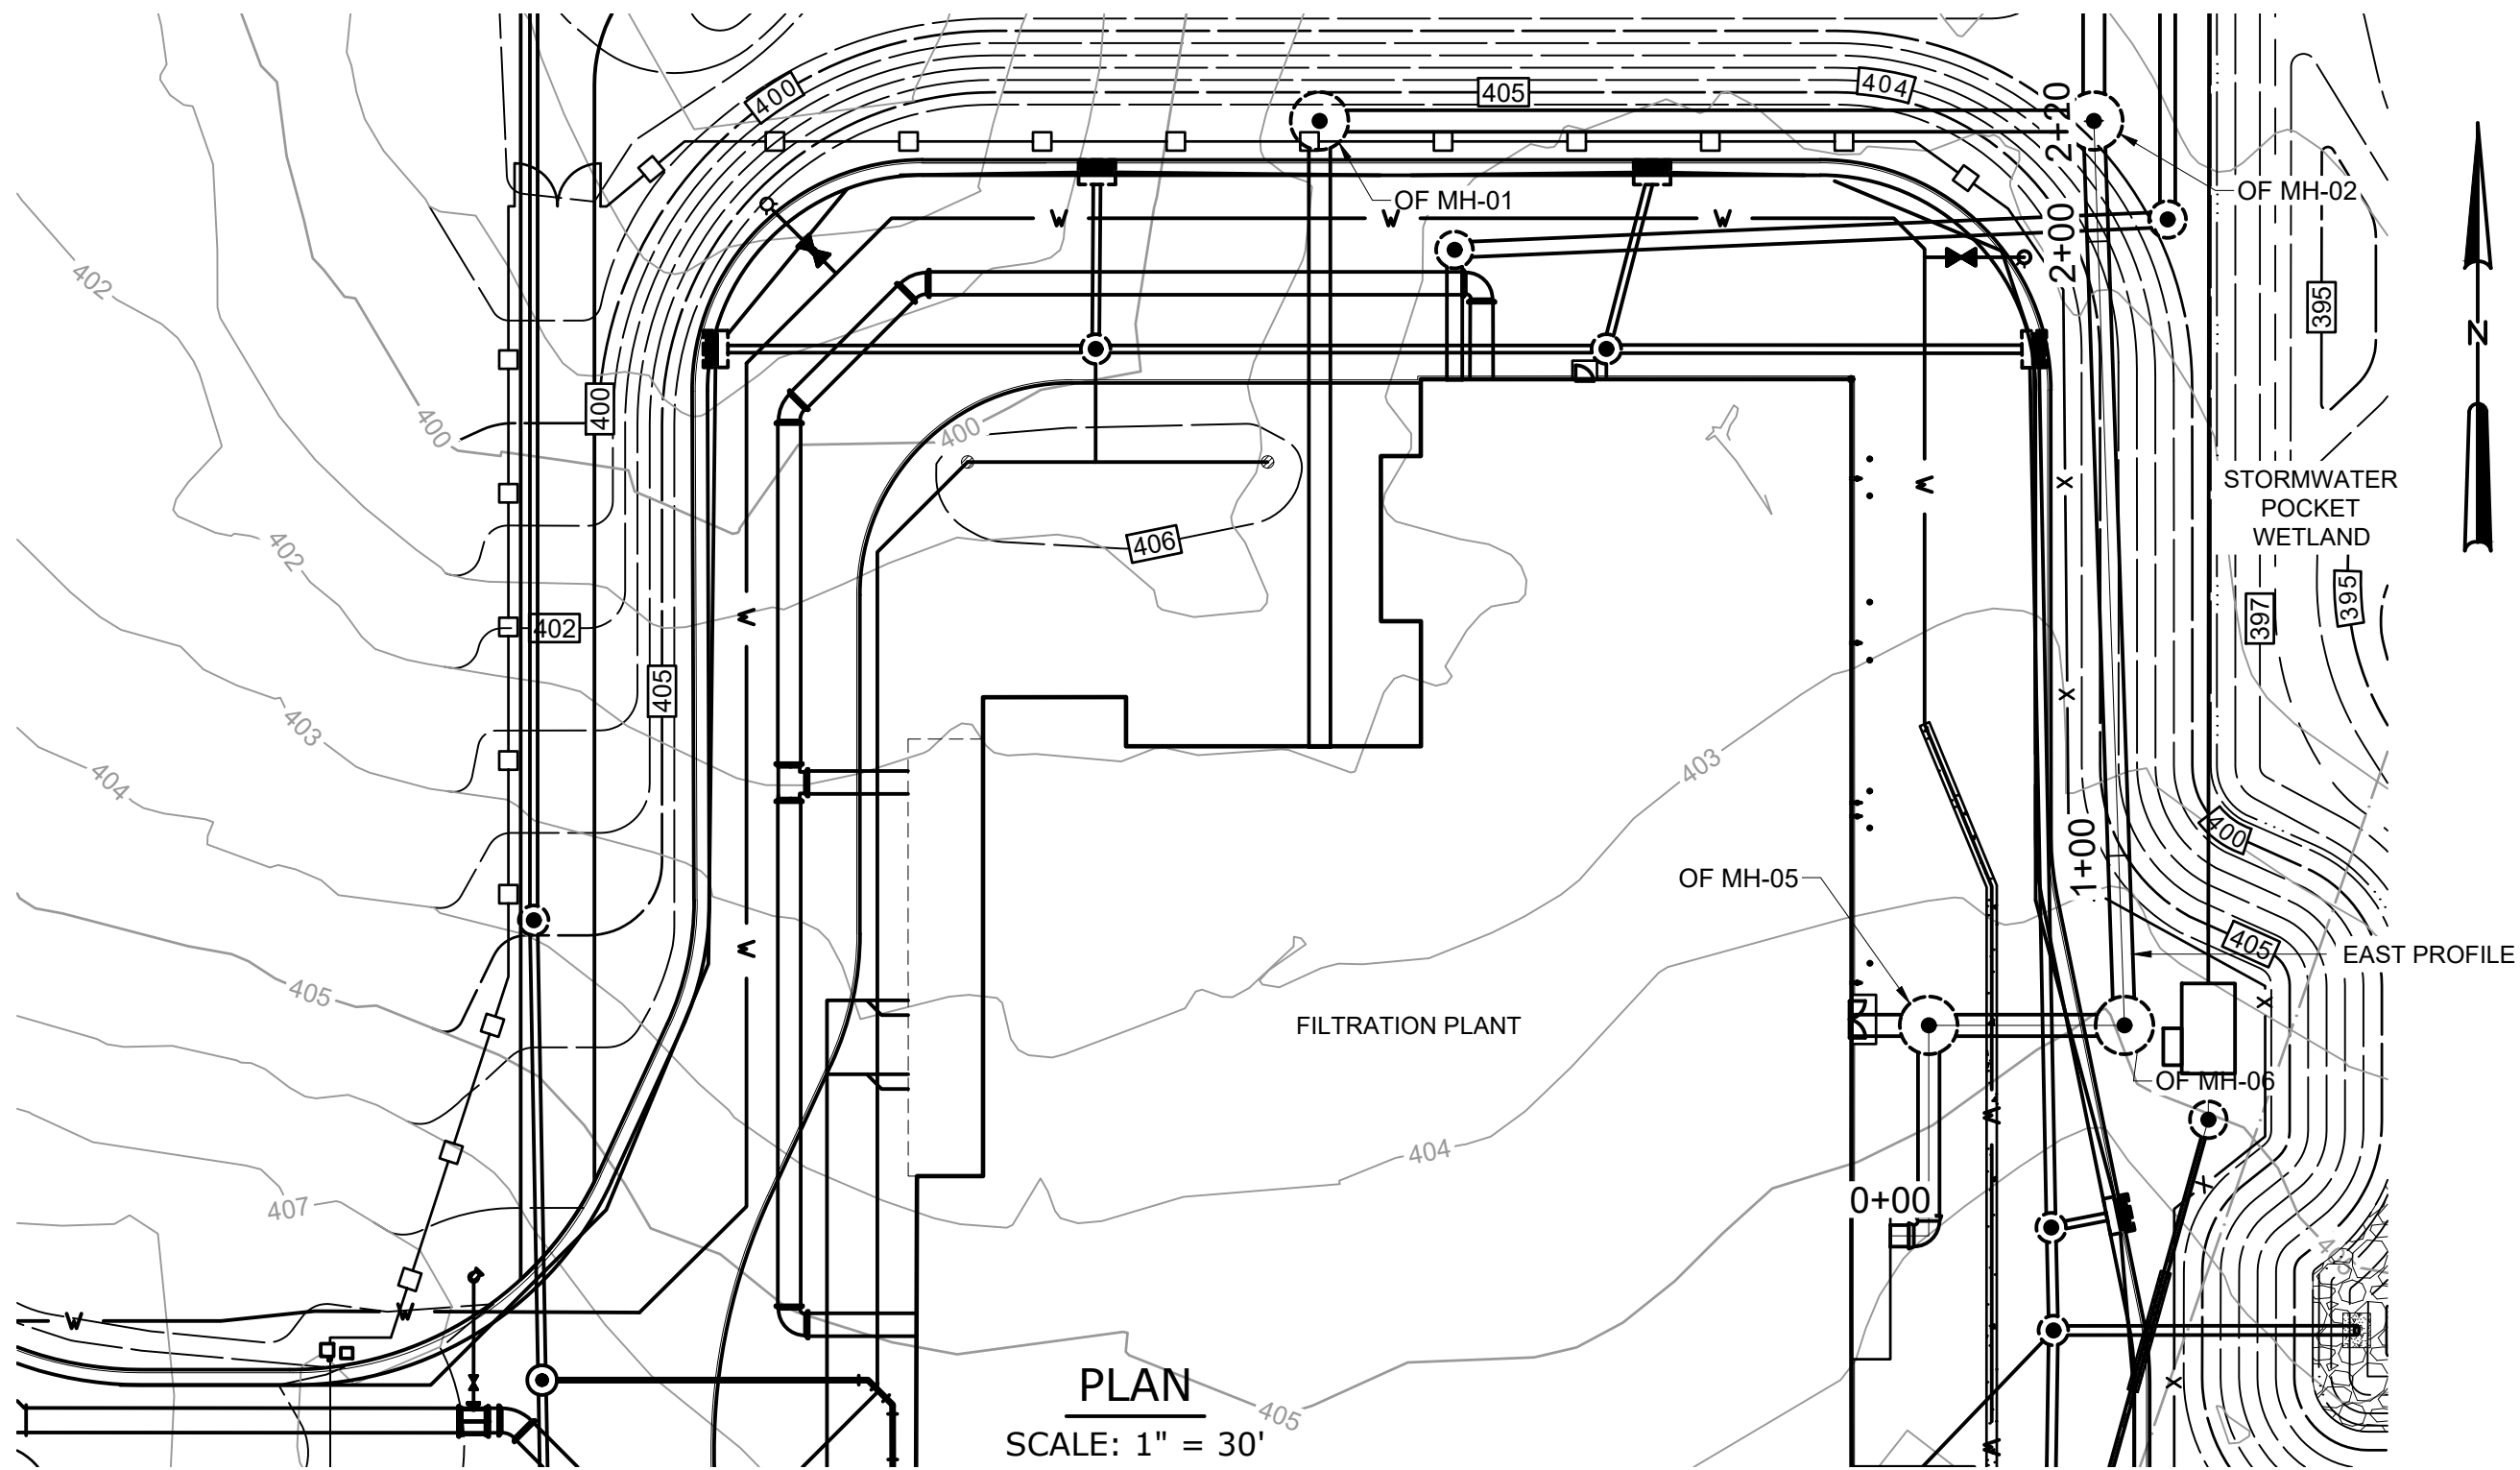 400
405
404
2+20
OF MH-01
OF MH-02
W
W
W
2+00
402
395
N
400
400
400
W
X
STORMWATER
POCKET
WETLAND
406
402
395
397
402
W
405
X
403
403
404
400
1+00
OF MH-05
405
EAST PROFILE
W
405
X
FILTRATION PLANT
OF MH-06
W
404
X
407
0+00
W
W
PLAN
X
405
SCALE: 1" = 30'
W